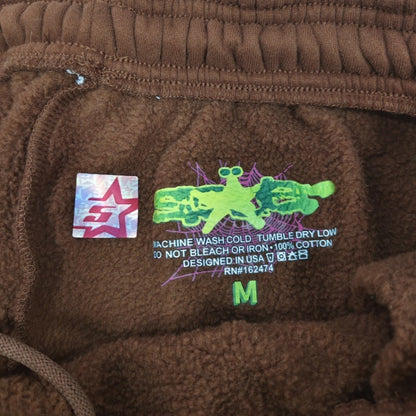 MACHINE WASH COLD TUMBLE DRY LOW
DO NOT BLEACH OR IRON • 100% COTTON
DESIGNED IN USA
RN#162474
M